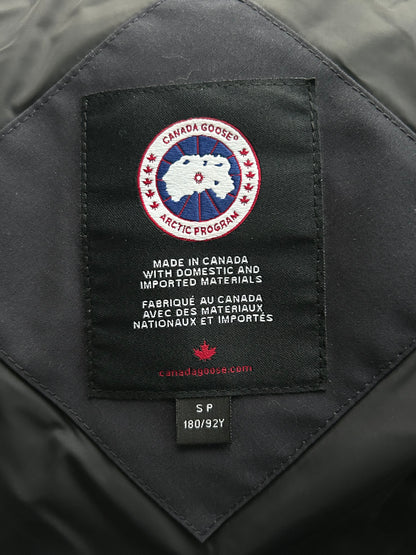 CANADA GOOSE®
ARCTIC PROGRAM
MADE IN CANADA
WITH DOMESTIC AND
IMPORTED MATERIALS
FABRIQUÉ AU CANADA
AVEC DES MATERIAUX
NATIONAUX ET IMPORTÉS
canadagoose.com
S P
180/92Y